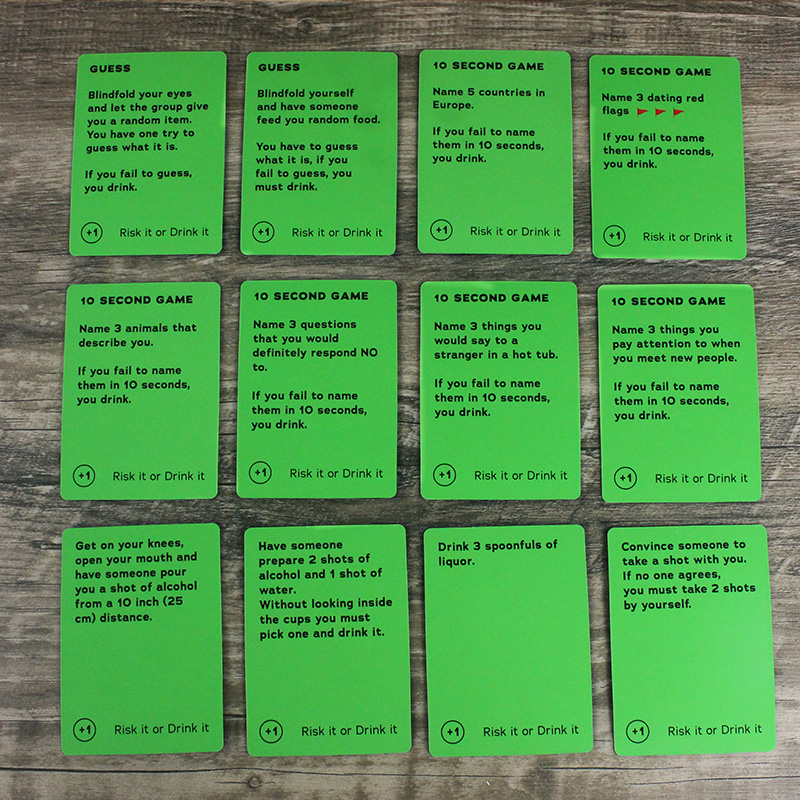 GUESS
Blindfold your eyes
and let the group give
you a random item.
You have one try to
guess what it is.
If you fail to guess,
you drink.
+1 Risk it or Drink it
GUESS
Blindfold yourself
and have someone
feed you random food.
You have to guess
what it is, if you
fail to guess, you
must drink.
+1 Risk it or Drink it
10 SECOND GAME
Name 5 countries in
Europe.
If you fail to name
them in 10 seconds,
you drink.
+1 Risk it or Drink it
10 SECOND GAME
Name 3 dating red
flags
If you fail to name
them in 10 seconds,
you drink.
+1 Risk it or Drink it
10 SECOND GAME
Name 3 animals that
describe you.
If you fail to name
them in 10 seconds,
you drink.
+1 Risk it or Drink it
10 SECOND GAME
Name 3 questions
that you would
definitely respond NO
to.
If you fail to name
them in 10 seconds,
you drink.
+1 Risk it or Drink it
10 SECOND GAME
Name 3 things you
would say to a
stranger in a hot tub.
If you fail to name
them in 10 seconds,
you drink.
+1 Risk it or Drink it
10 SECOND GAME
Name 3 things you
pay attention to when
you meet new people.
If you fail to name
them in 10 seconds,
you drink.
+1 Risk it or Drink it
Get on your knees,
open your mouth and
have someone pour
you a shot of alcohol
from a 10 inch (25
cm) distance.
+1 Risk it or Drink it
Have someone
prepare 2 shots of
alcohol and 1 shot of
water.
Without looking inside
the cups you must
pick one and drink it.
+1 Risk it or Drink it
Drink 3 spoonfuls of
liquor.
+1 Risk it or Drink it
Convince someone to
take a shot with you.
If no one agrees,
you must take 2 shots
by yourself.
+1 Risk it or Drink it